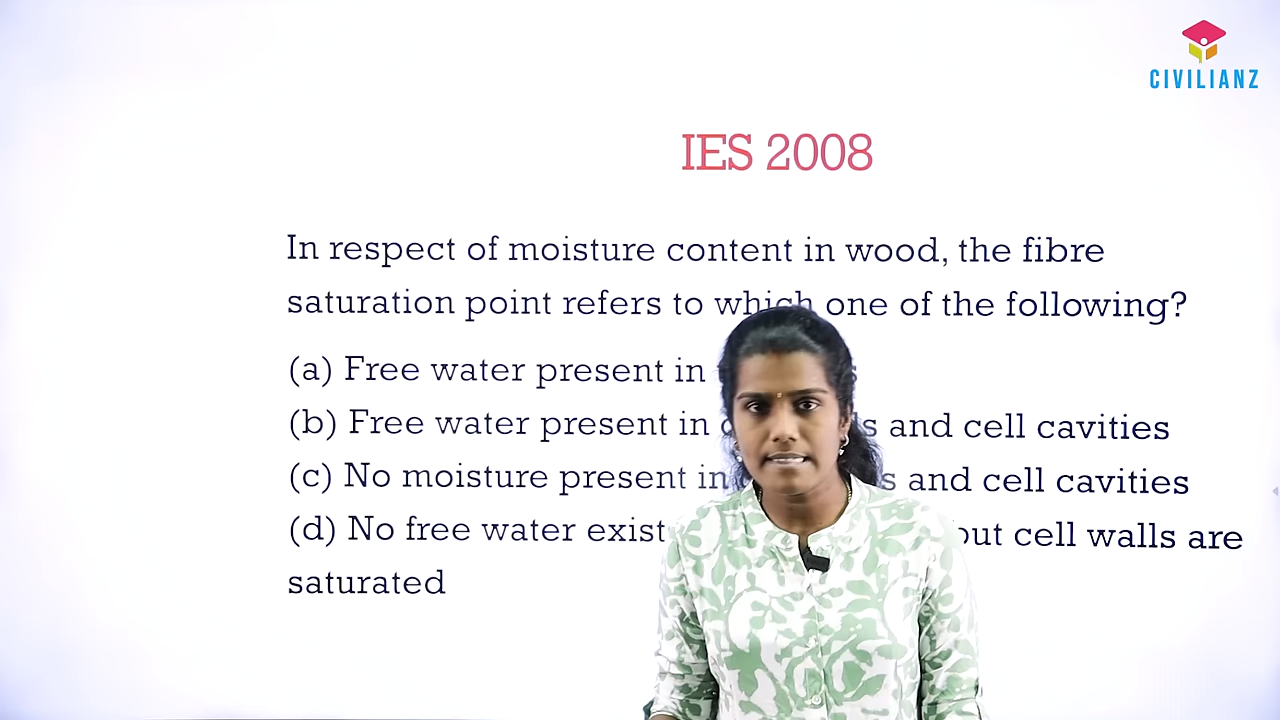 CIVILIANZ
IES 2008
In respect of moisture content in wood, the fibre
saturation point refers to which one of the following?
(a) Free water present in
(b) Free water present in and cell cavities
(c) No moisture present in and cell cavities
(d) No free water but cell walls are
saturated